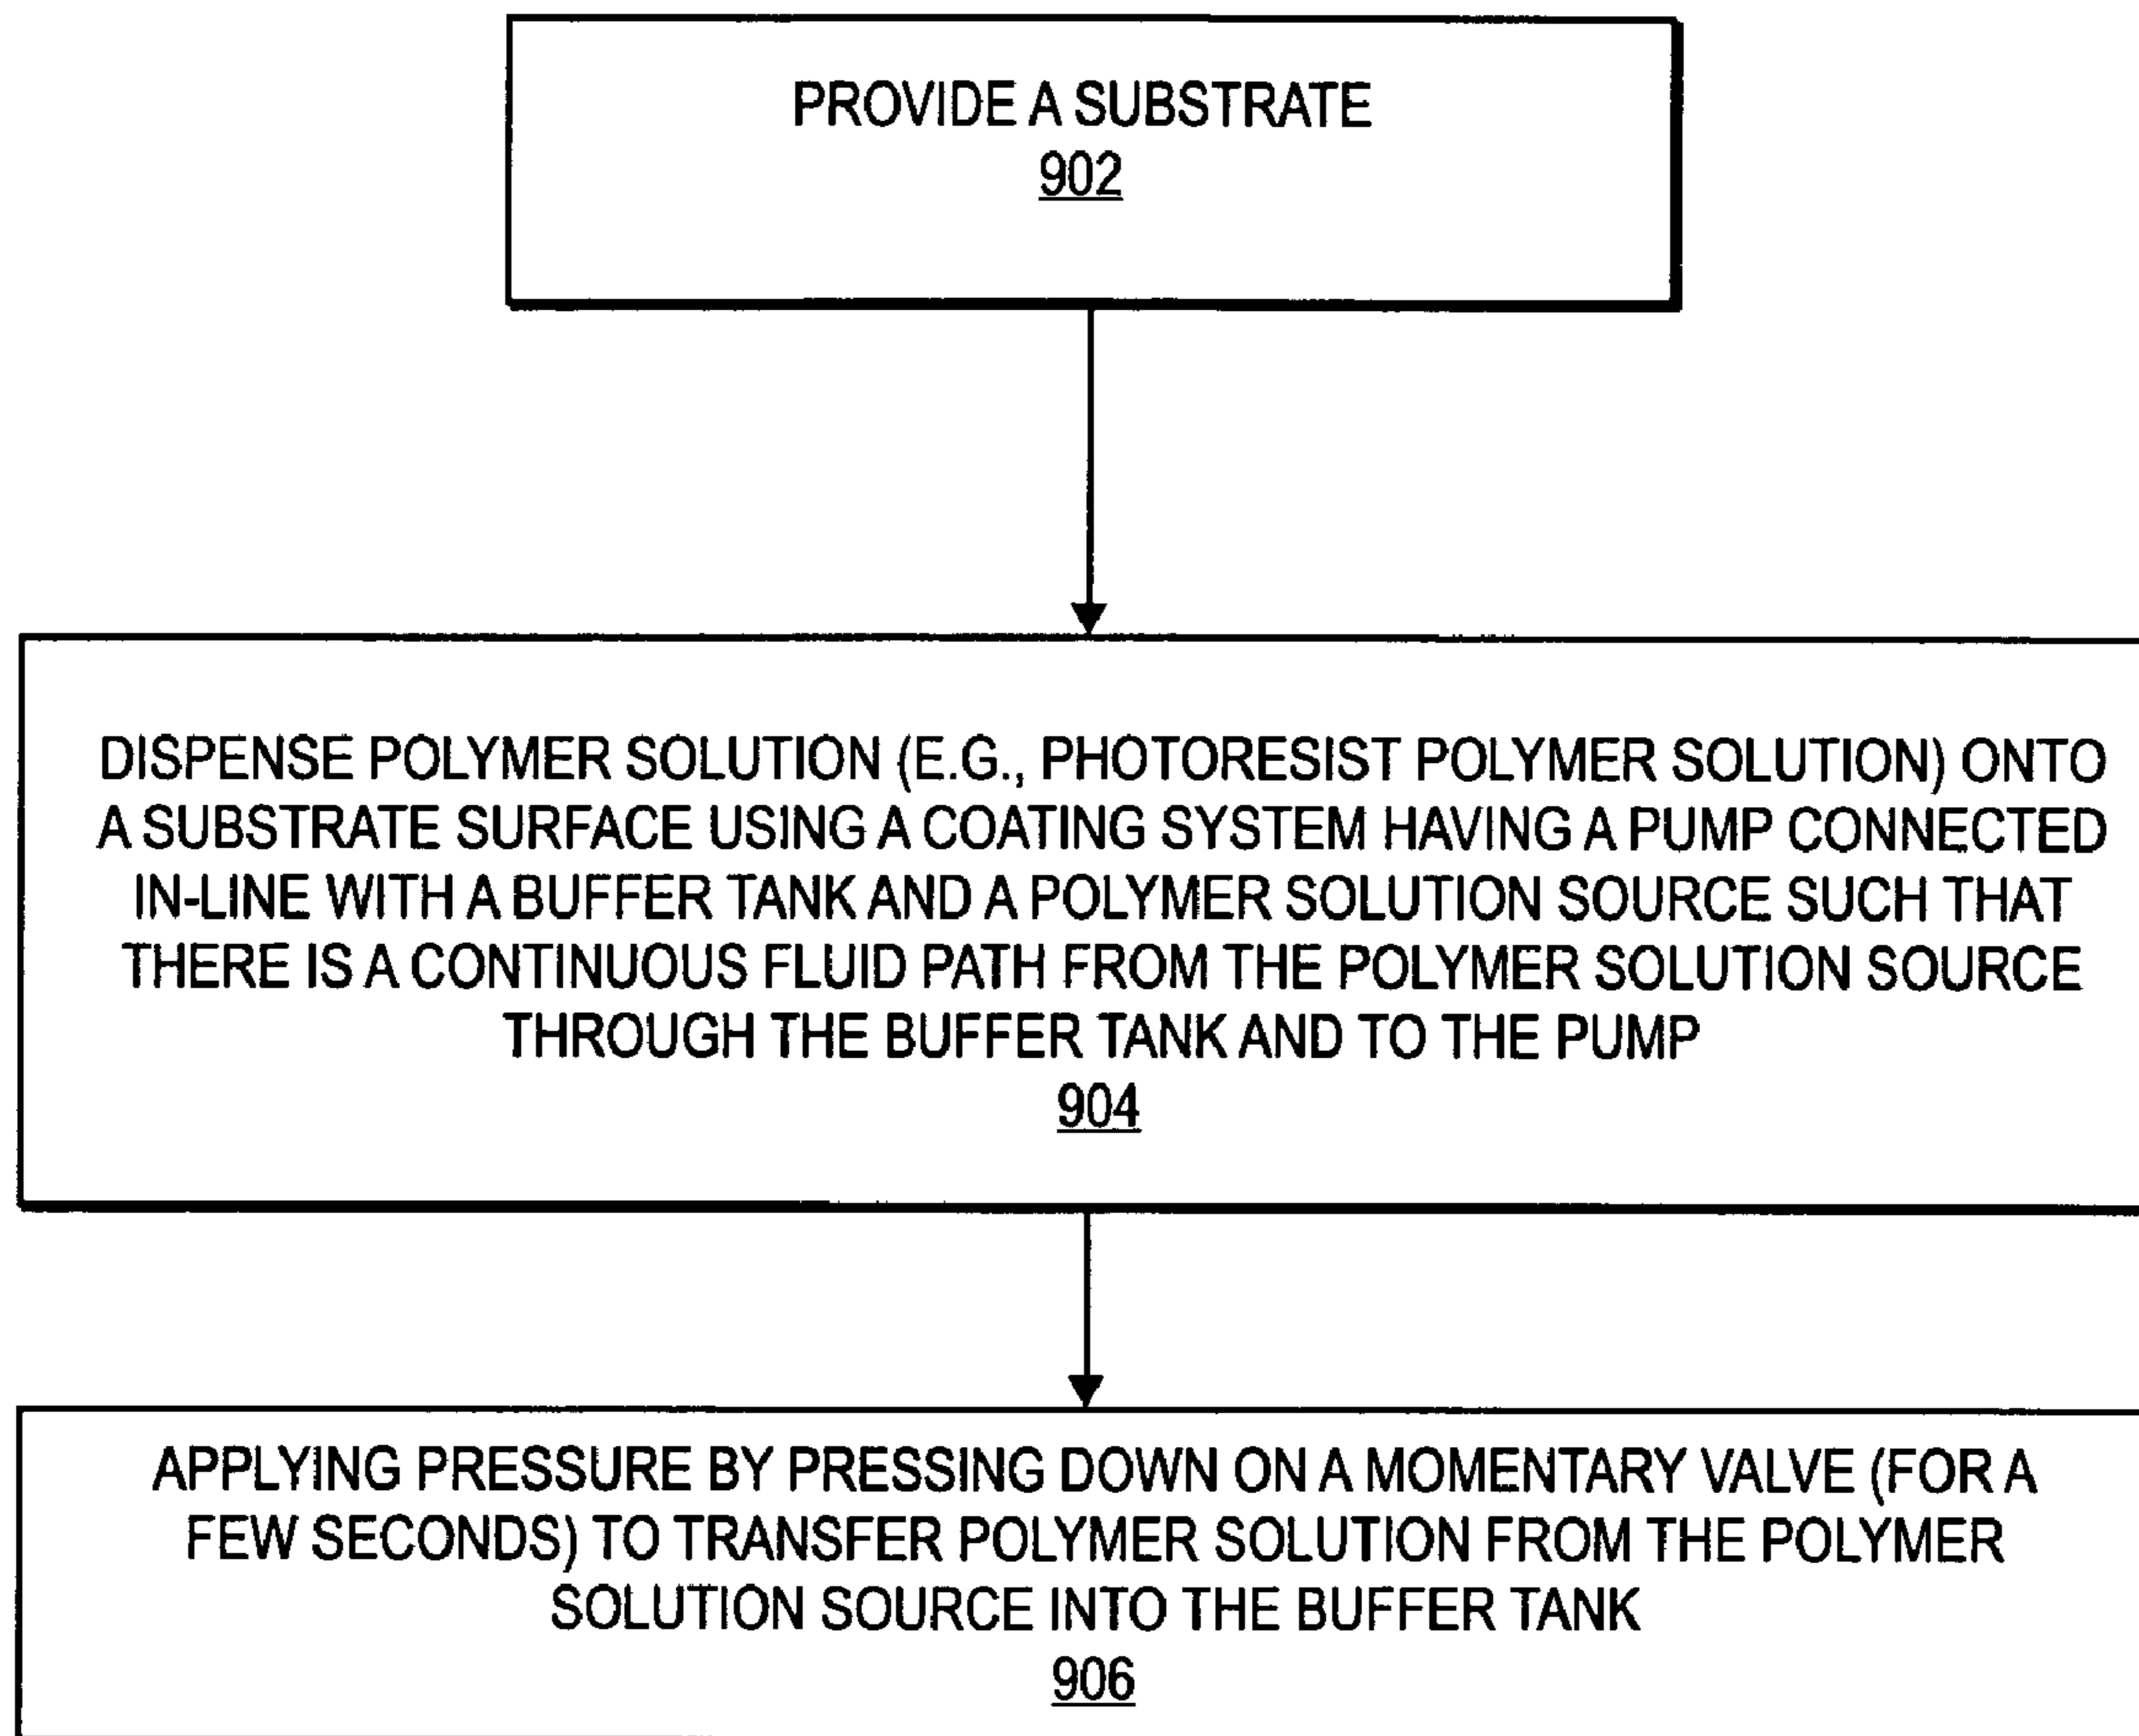 PROVIDE A SUBSTRATE
902
DISPENSE POLYMER SOLUTION (E.G., PHOTORESIST POLYMER SOLUTION) ONTO
A SUBSTRATE SURFACE USING A COATING SYSTEM HAVING A PUMP CONNECTED
IN-LINE WITH A BUFFER TANK AND A POLYMER SOLUTION SOURCE SUCH THAT
THERE IS A CONTINUOUS FLUID PATH FROM THE POLYMER SOLUTION SOURCE
THROUGH THE BUFFER TANK AND TO THE PUMP
904
APPLYING PRESSURE BY PRESSING DOWN ON A MOMENTARY VALVE (FOR A
FEW SECONDS) TO TRANSFER POLYMER SOLUTION FROM THE POLYMER
SOLUTION SOURCE INTO THE BUFFER TANK
906